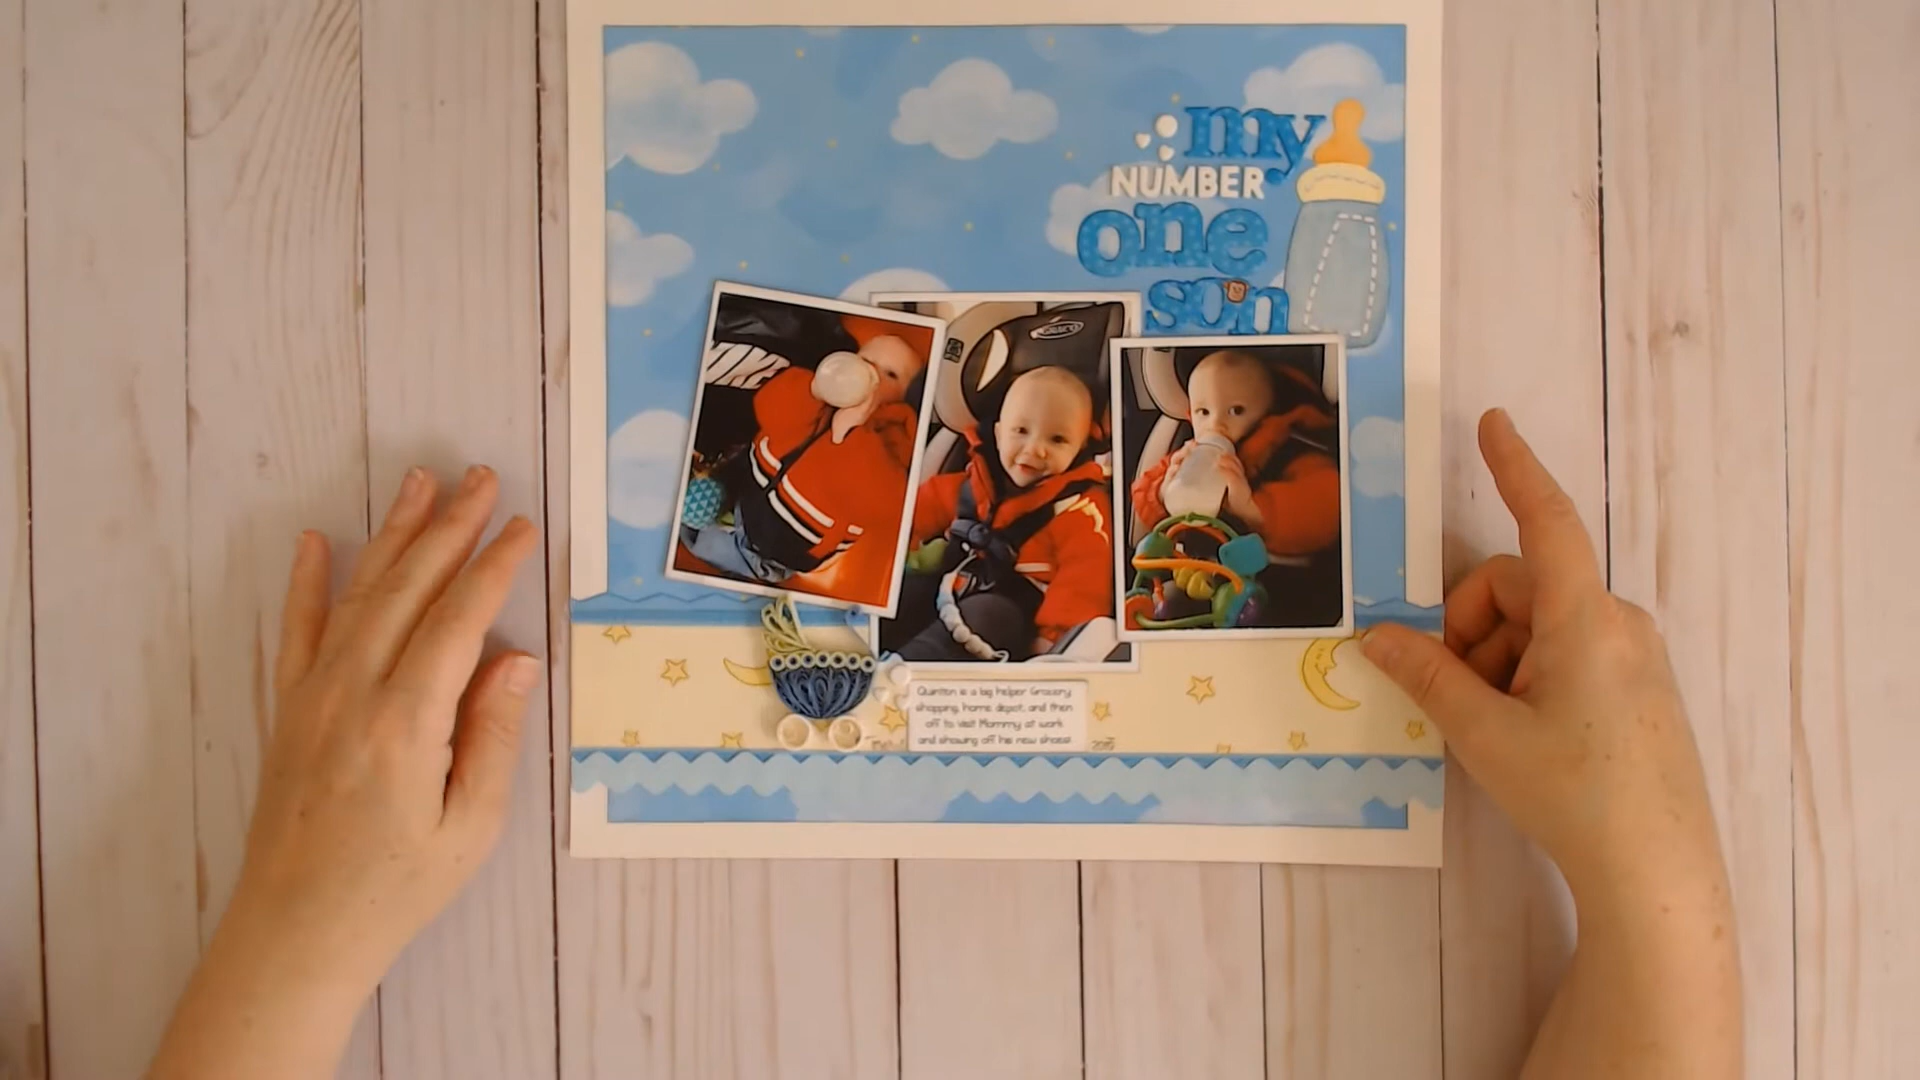 my
NUMBER
one
son
NIKE
GRACO
Quinton is a big helper Grocery
shopping, home depot, and then
off to visit Mommy at work
and showing off his new shoes!
2015